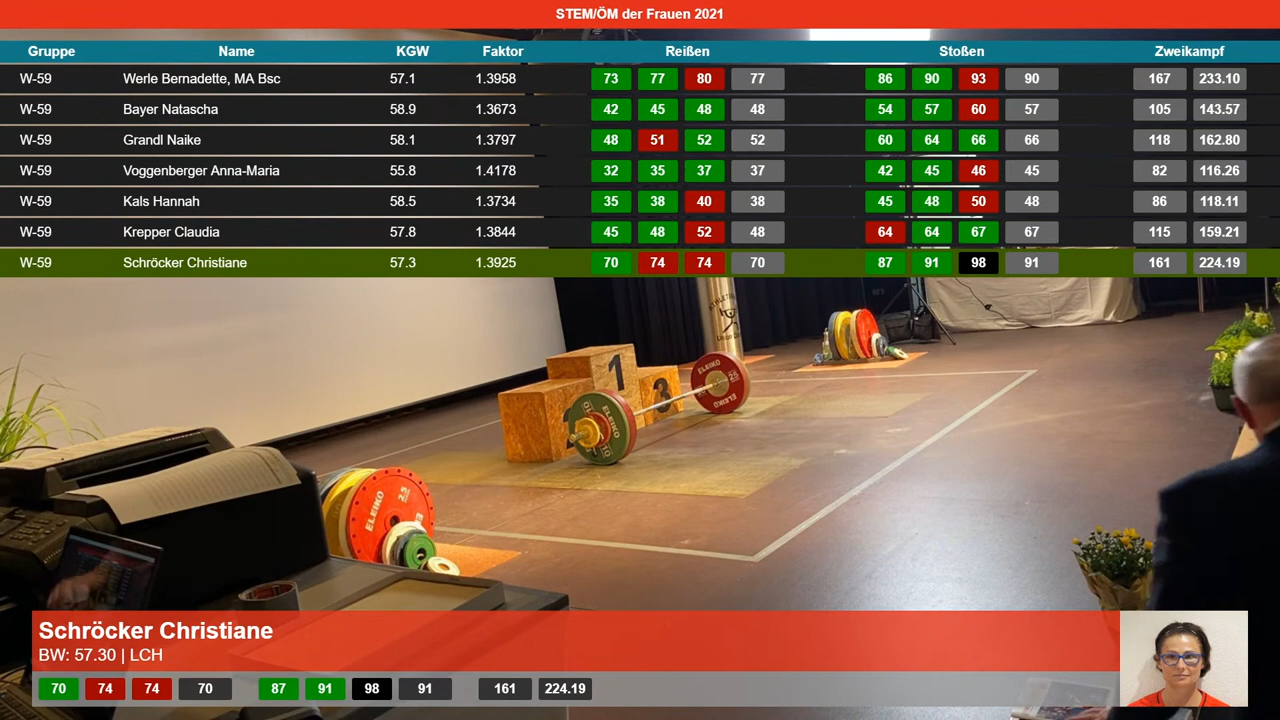 STEM/ÖM der Frauen 2021
Gruppe Name KGW Faktor Reißen Stoßen Zweikampf
W-59 Werle Bernadette, MA Bsc 57.1 1.3958 73 77 80 77 86 90 93 90 167 233.10
W-59 Bayer Natascha 58.9 1.3673 42 45 48 48 54 57 60 57 105 143.57
W-59 Grandl Naike 58.1 1.3797 48 51 52 52 60 64 66 66 118 162.80
W-59 Voggenberger Anna-Maria 55.8 1.4178 32 35 37 37 42 45 46 45 82 116.26
W-59 Kals Hannah 58.5 1.3734 35 38 40 38 45 48 50 48 86 118.11
W-59 Krepper Claudia 57.8 1.3844 45 48 52 48 64 64 67 67 115 159.21
W-59 Schröcker Christiane 57.3 1.3925 70 74 74 70 87 91 98 91 161 224.19
1
3
ELEIKO
25
ELEIKO
ELEIKO
10
ELEIKO
2.5
Schröcker Christiane
BW: 57.30 | LCH
70 74 74 70 87 91 98 91 161 224.19